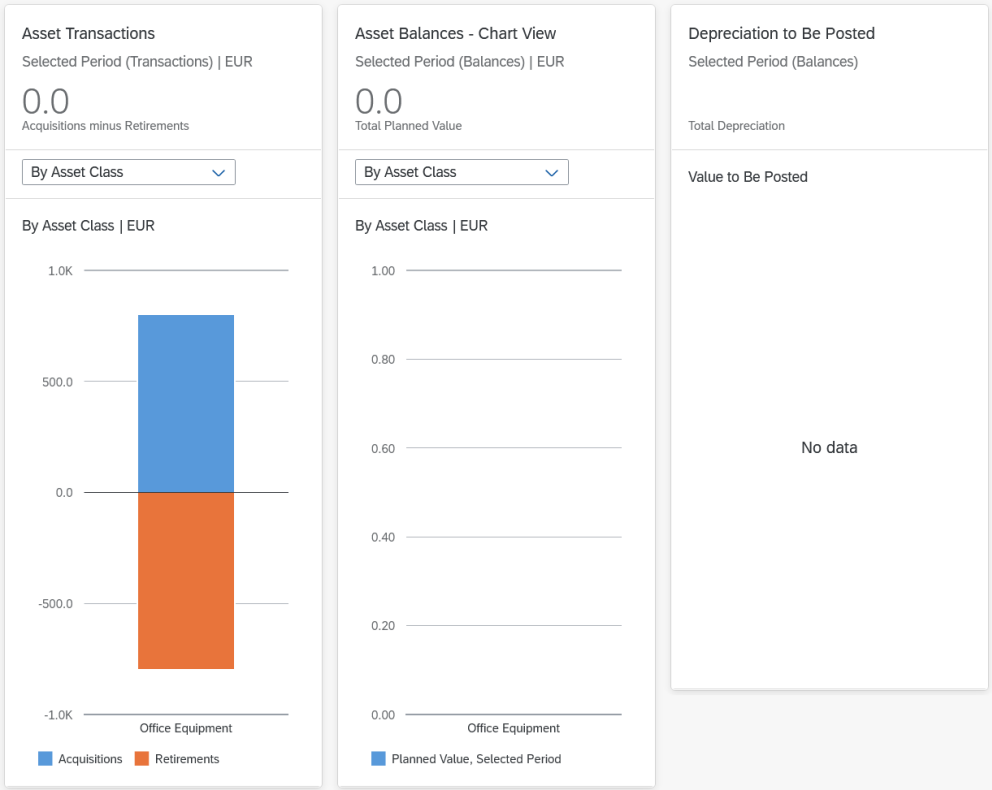 Asset Transactions
Selected Period (Transactions) | EUR
0.0
Acquisitions minus Retirements
By Asset Class
By Asset Class | EUR
1.0K
500.0
0.0
-500.0
-1.0K
Office Equipment
Acquisitions Retirements
Asset Balances - Chart View
Selected Period (Balances) | EUR
0.0
Total Planned Value
By Asset Class
By Asset Class | EUR
1.00
0.80
0.60
0.40
0.20
0.00
Office Equipment
Planned Value, Selected Period
Depreciation to Be Posted
Selected Period (Balances)
Total Depreciation
Value to Be Posted
No data